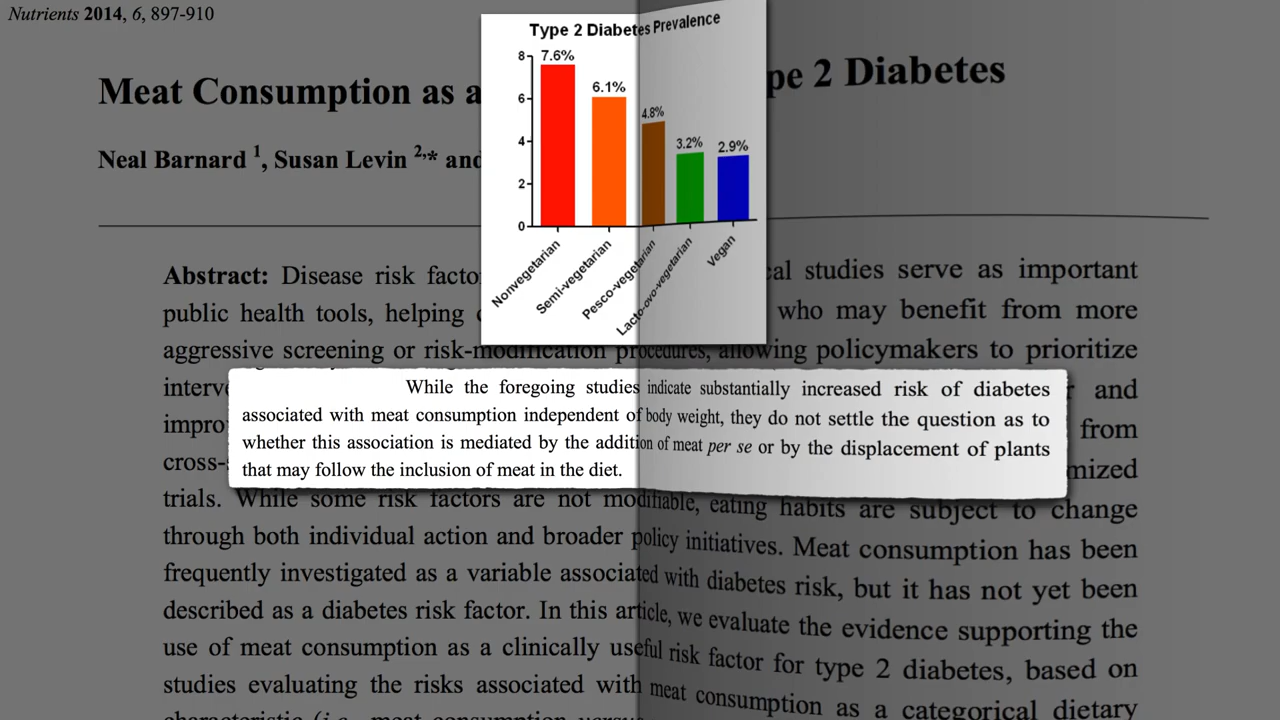 Nutrients 2014, 6, 897-910
Type 2 Diabetes Prevalence
8
7.6%
6.1%
6
4.8%
4
3.2%
2.9%
2
0
Nonvegetarian
Semi-vegetarian
Pesco-vegetarian
Lacto-ovo-vegetarian
Vegan
Meat Consumption as a pe 2 Diabetes
Neal Barnard 1, Susan Levin 2,* and
Abstract: Disease risk facto cal studies serve as important
public health tools, helping who may benefit from more
aggressive screening or risk-modification procedures, allowing policymakers to prioritize
interv and
impro from
cross- mized
While the foregoing studies indicate substantially increased risk of diabetes
associated with meat consumption independent of body weight, they do not settle the question as to
whether this association is mediated by the addition of meat per se or by the displacement of plants
that may follow the inclusion of meat in the diet.
trials. While some risk factors are not modifiable, eating habits are subject to change
through both individual action and broader policy initiatives. Meat consumption has been
frequently investigated as a variable associated with diabetes risk, but it has not yet been
described as a diabetes risk factor. In this article, we evaluate the evidence supporting the
use of meat consumption as a clinically useful risk factor for type 2 diabetes, based on
studies evaluating the risks associated with meat consumption as a categorical dietary
characteristic (i.e., meat consumption versus